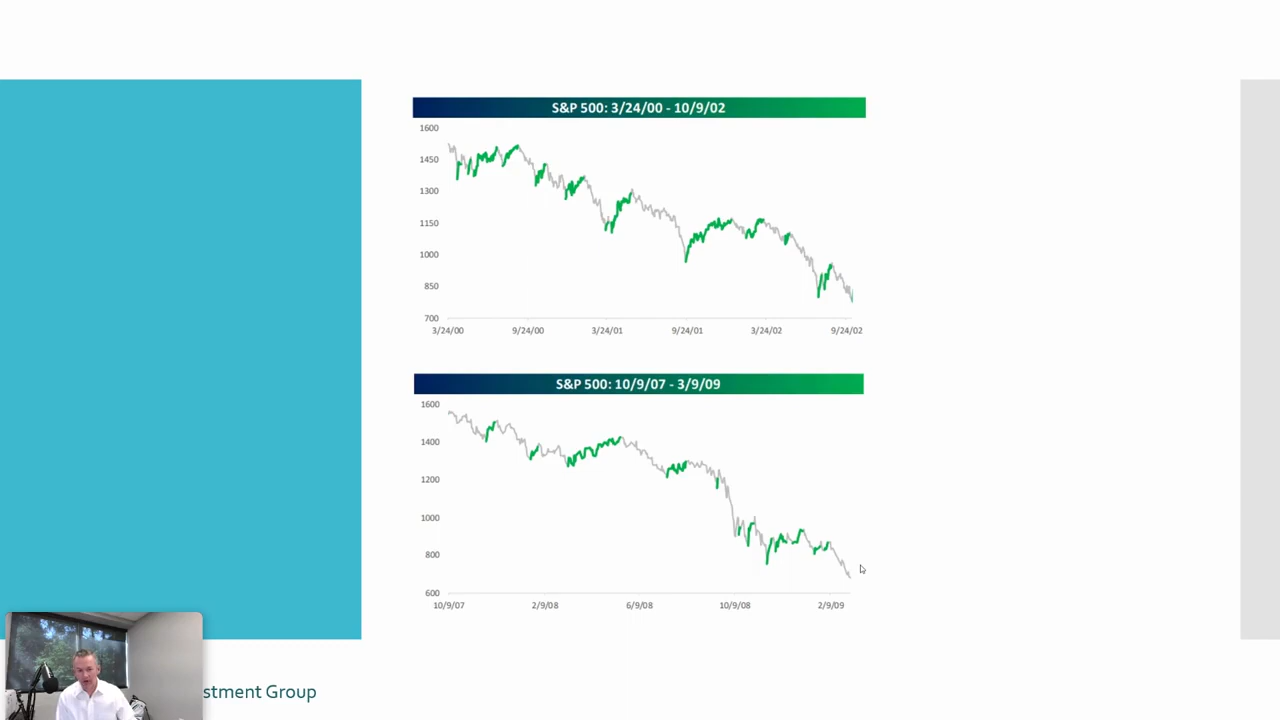 S&P 500: 3/24/00 - 10/9/02
1600
1450
1300
1150
1000
850
700
3/24/00 9/24/00 3/24/01 9/24/01 3/24/02 9/24/02
S&P 500: 10/9/07 - 3/9/09
1600
1400
1200
1000
800
600
10/9/07 2/9/08 6/9/08 10/9/08 2/9/09
stment Group